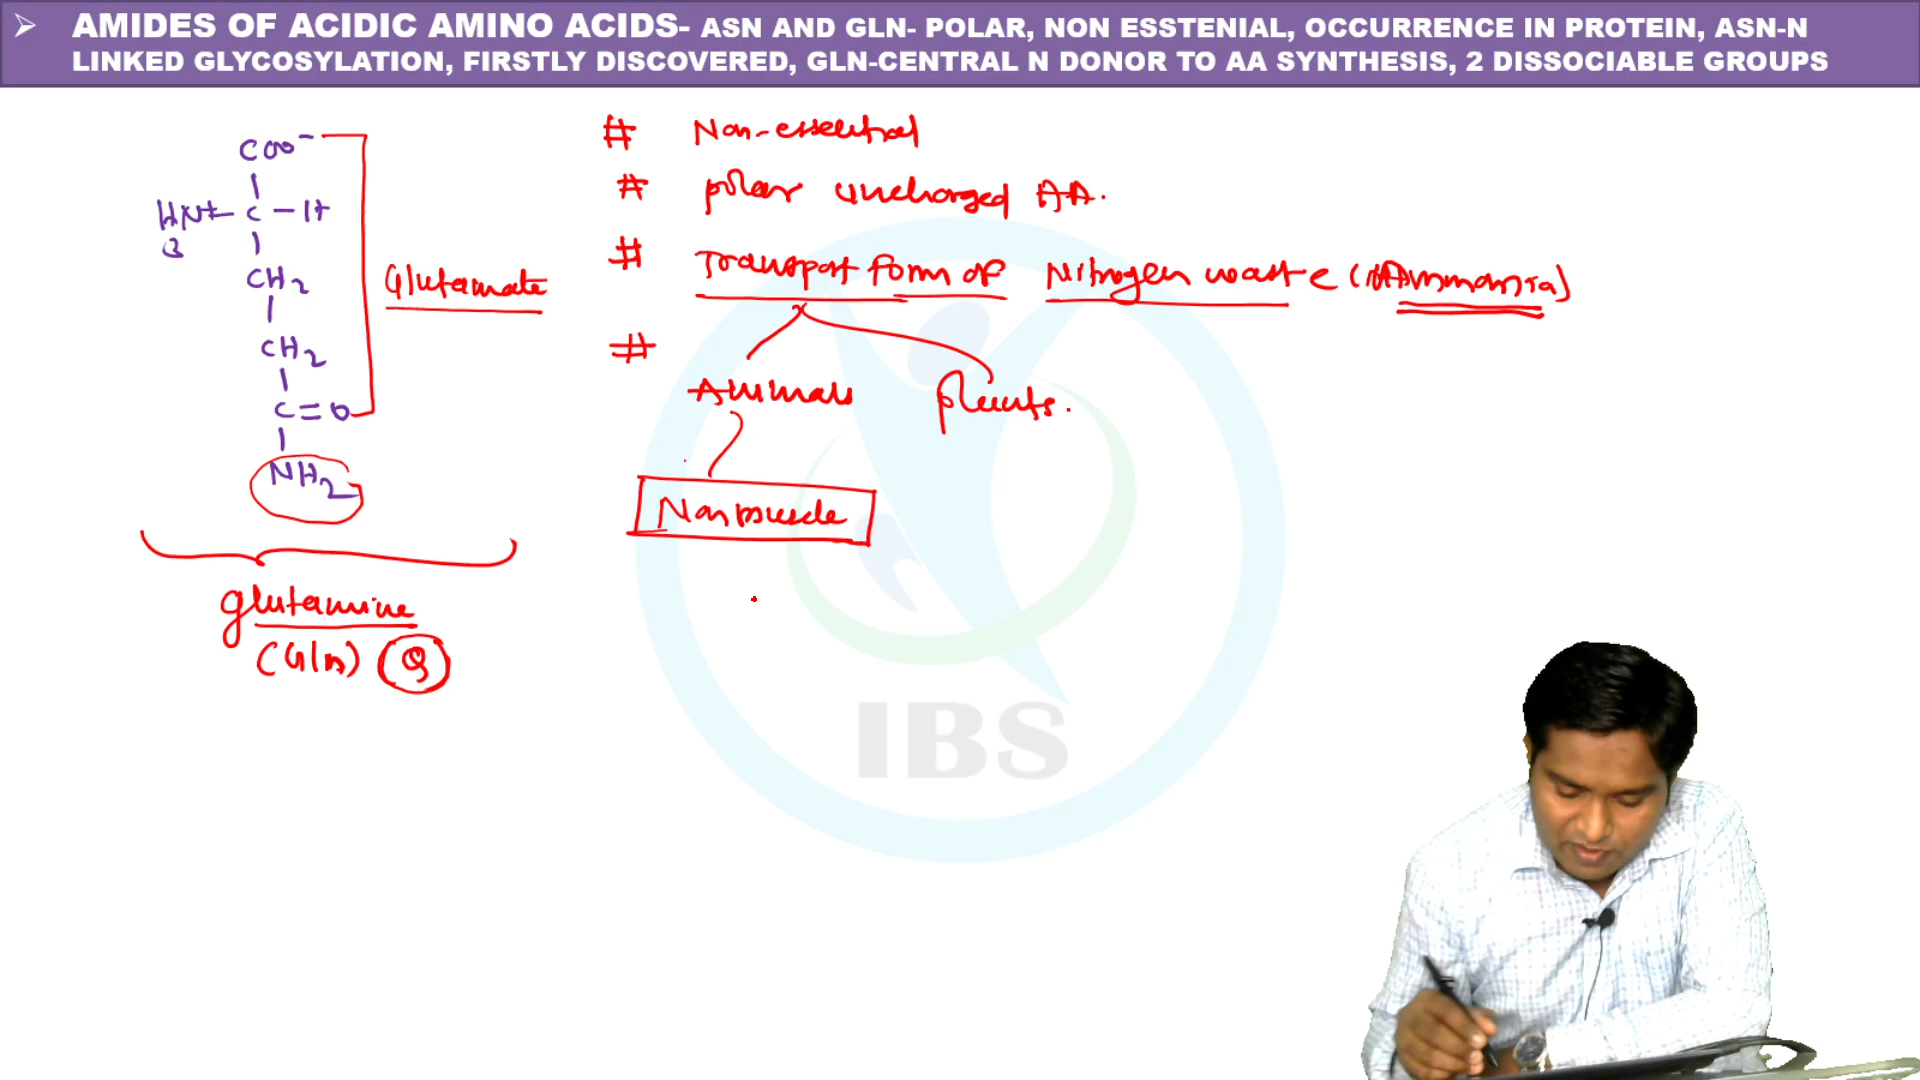 ➢ AMIDES OF ACIDIC AMINO ACIDS- ASN AND GLN- POLAR, NON ESSTENIAL, OCCURRENCE IN PROTEIN, ASN-N
LINKED GLYCOSYLATION, FIRSTLY DISCOVERED, GLN-CENTRAL N DONOR TO AA SYNTHESIS, 2 DISSOCIABLE GROUPS
COO⁻
H₃N⁺-C-H
CH₂
CH₂
C=O
NH₂
Glutamate
glutamine
(Gln) Q
# Non-essential
# polar uncharged AA.
# Transport form of Nitrogen waste (Ammonia)
#
Animals plants.
Non muscle
IBS